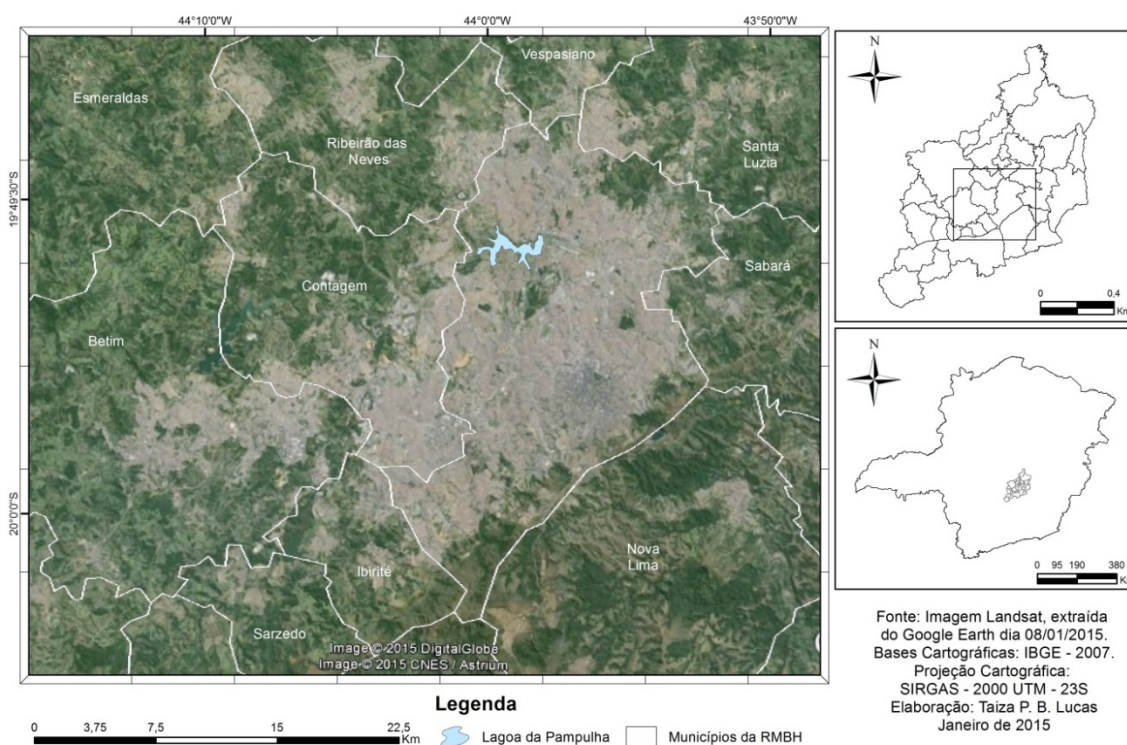 44°10'0"W
44°0'0"W
43°50'0"W
Vespasiano
Esmeraldas
Ribeirão das
Neves
Santa
Luzia
19°49'30"S
Sabará
Contagem
Betim
20°0'0"S
Nova
Lima
Ibirité
Sarzedo
Image © 2015 DigitalGlobe
Image © 2015 CNES / Astrium
N
0 0,4
Km
N
0 95 190 380
Km
Fonte: Imagem Landsat, extraída
do Google Earth dia 08/01/2015.
Bases Cartográficas: IBGE - 2007.
Projeção Cartográfica:
SIRGAS - 2000 UTM - 23S
Elaboração: Taiza P. B. Lucas
Janeiro de 2015
Legenda
0 3,75 7,5 15 22,5
Km
Lagoa da Pampulha
Municípios da RMBH